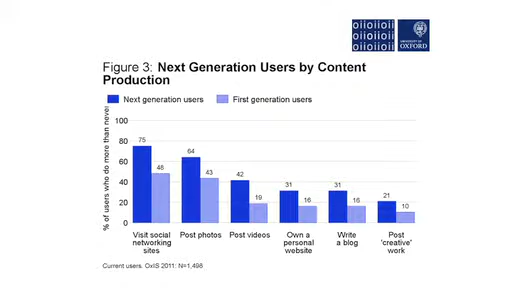 oiioiioii
oiioiioii
oiioiioii
UNIVERSITY OF
OXFORD
Figure 3: Next Generation Users by Content
Production
Next generation users
First generation users
% of users who do more than never
100
80
60
40
20
0
75
48
64
43
42
19
31
16
31
16
21
10
Visit social
networking
sites
Post photos
Post videos
Own a
personal
website
Write
a blog
Post
'creative'
work
Current users. OxIS 2011: N=1,498